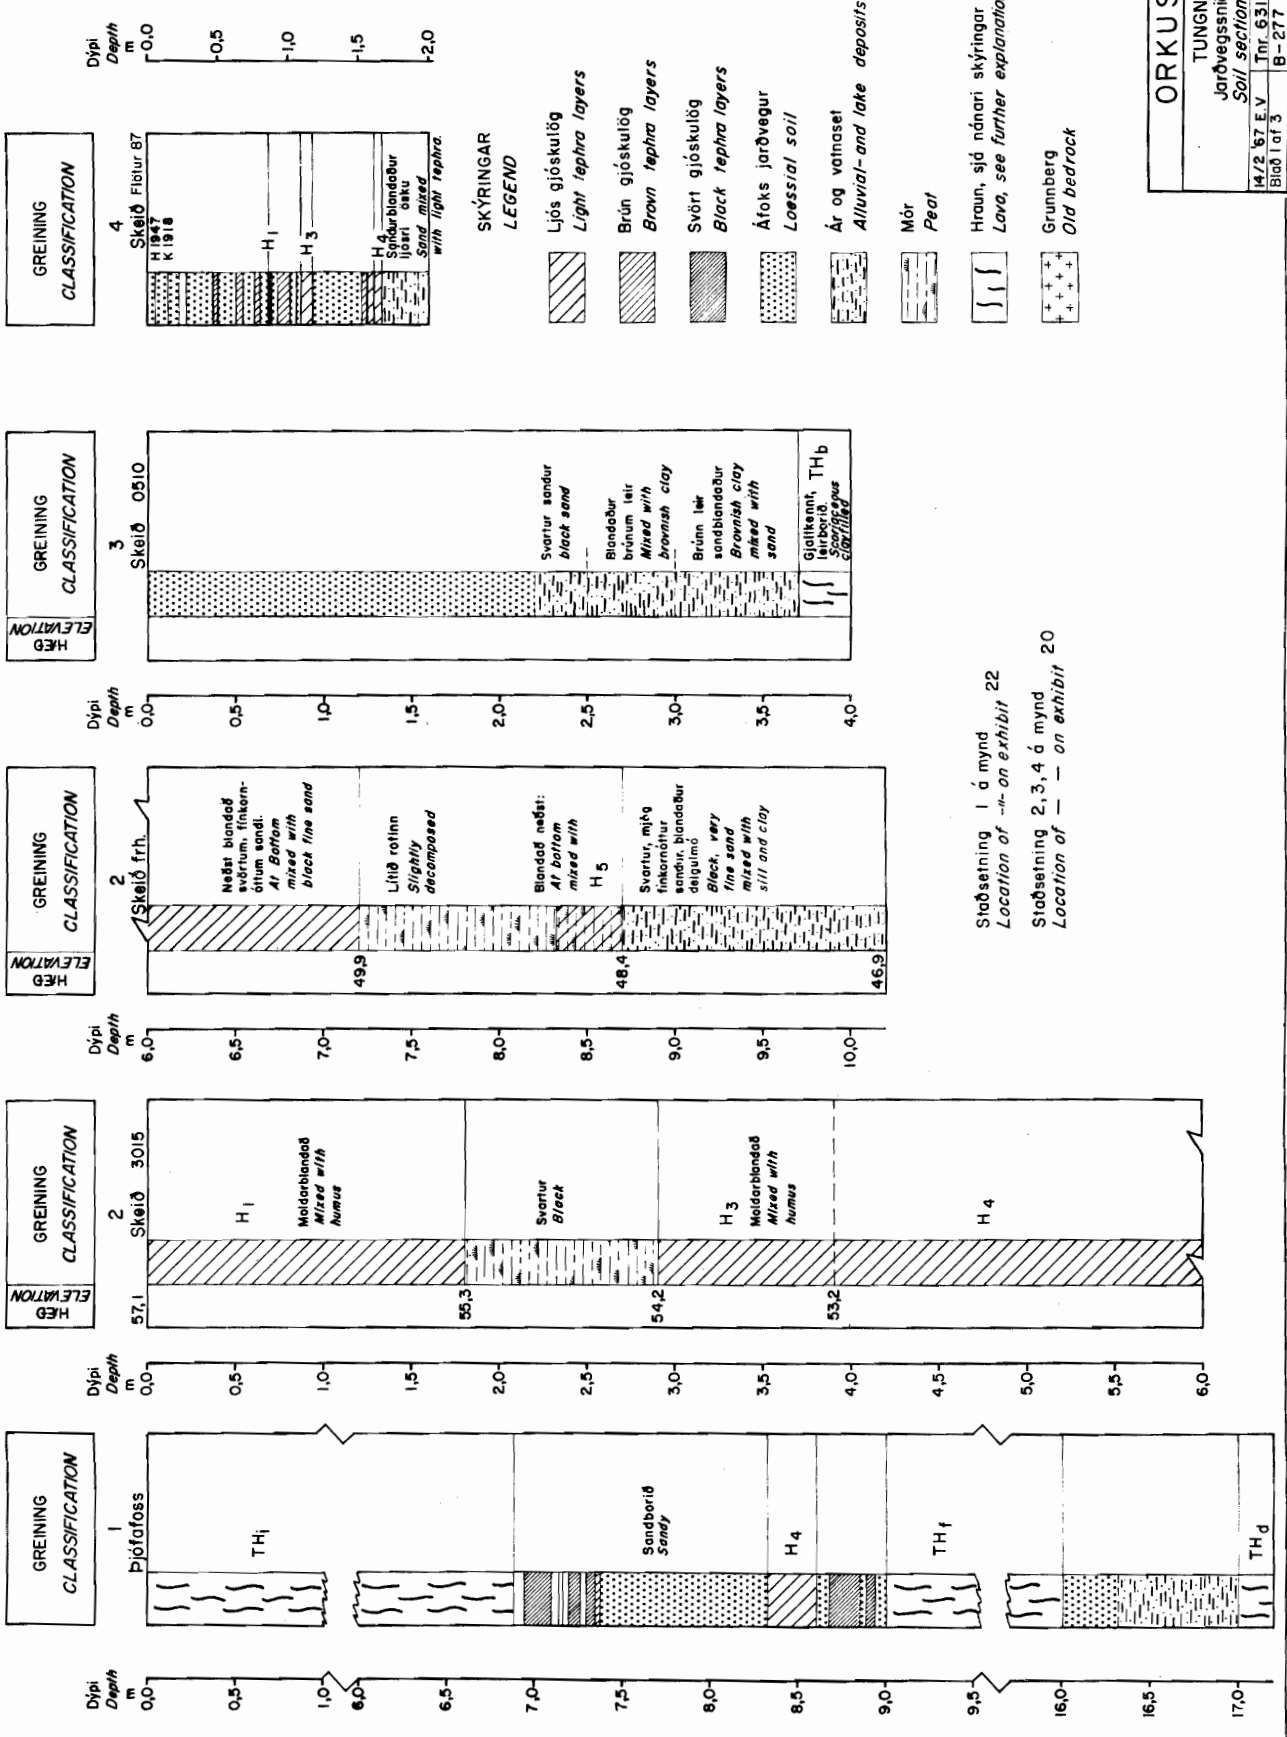 GREINING
CLASSIFICATION
Dýpi
Depth
m
1
Þjófafoss
0,0
0,5
1,0
6,0
6,5
7,0
7,5
8,0
8,5
9,0
9,5
16,0
16,5
17,0
THi
Sandborið
Sandy
H4
THf
THd
HÆÐ
ELEVATION
GREINING
CLASSIFICATION
Dýpi
Depth
m
2
Skeið 3015
0,0
0,5
1,0
1,5
2,0
2,5
3,0
3,5
4,0
4,5
5,0
5,5
6,0
57,1
55,3
54,2
53,2
H1
Moldarblandað
Mixed with
humus
Svartur
Black
H3
Moldarblandað
Mixed with
humus
H4
HÆÐ
ELEVATION
GREINING
CLASSIFICATION
Dýpi
Depth
m
2
Skeið frh.
6,0
6,5
7,0
7,5
8,0
8,5
9,0
9,5
10,0
49,9
48,4
46,9
Neðst blandað
svörtum, fínkorn-
óttum sandi.
At Bottom
mixed with
black fine sand
Lítið rotinn
Slightly
decomposed
Blandað neðst:
At bottom
mixed with
H5
Svartur, mjög
fínkornóttur
sandur, blandaður
deigulmó
Black, very
fine sand
mixed with
silt and clay
HÆÐ
ELEVATION
GREINING
CLASSIFICATION
Dýpi
Depth
m
3
Skeið 0510
0,0
0,5
1,0
1,5
2,0
2,5
3,0
3,5
4,0
Svartur sandur
black sand
Blandaður
brúnum leir
Mixed with
brownish clay
Brúnn leir
sandblandaður
Brownish clay
mixed with
sand
Gjallkennt,
leirborið. THb
Scoriaceous
clayfilled
GREINING
CLASSIFICATION
Dýpi
Depth
m
4
Skeið Flötur 87
0,0
0,5
1,0
1,5
2,0
H 1947
K 1918
H1
H3
H4
Sandurblandaður
ljósri ösku
Sand mixed
with light tephra.
SKÝRINGAR
LEGEND
Ljós gjóskulög
Light tephra layers
Brún gjóskulög
Brown tephra layers
Svört gjóskulög
Black tephra layers
Áfoks jarðvegur
Loessial soil
Ár og vatnaset
Alluvial-and lake deposits
Mór
Peat
Hraun, sjá nánari skýringar
Lava, see further explanatio
Grunnberg
Old bedrock
Staðsetning 1 á mynd
Location of -"- on exhibit 22
Staðsetning 2,3,4 á mynd
Location of — — on exhibit 20
ORKUS
TUNGN
Jarðvegssni
Soil section
14/2 '67 E.V Tnr. 631
Blað 1 af 3 B-277